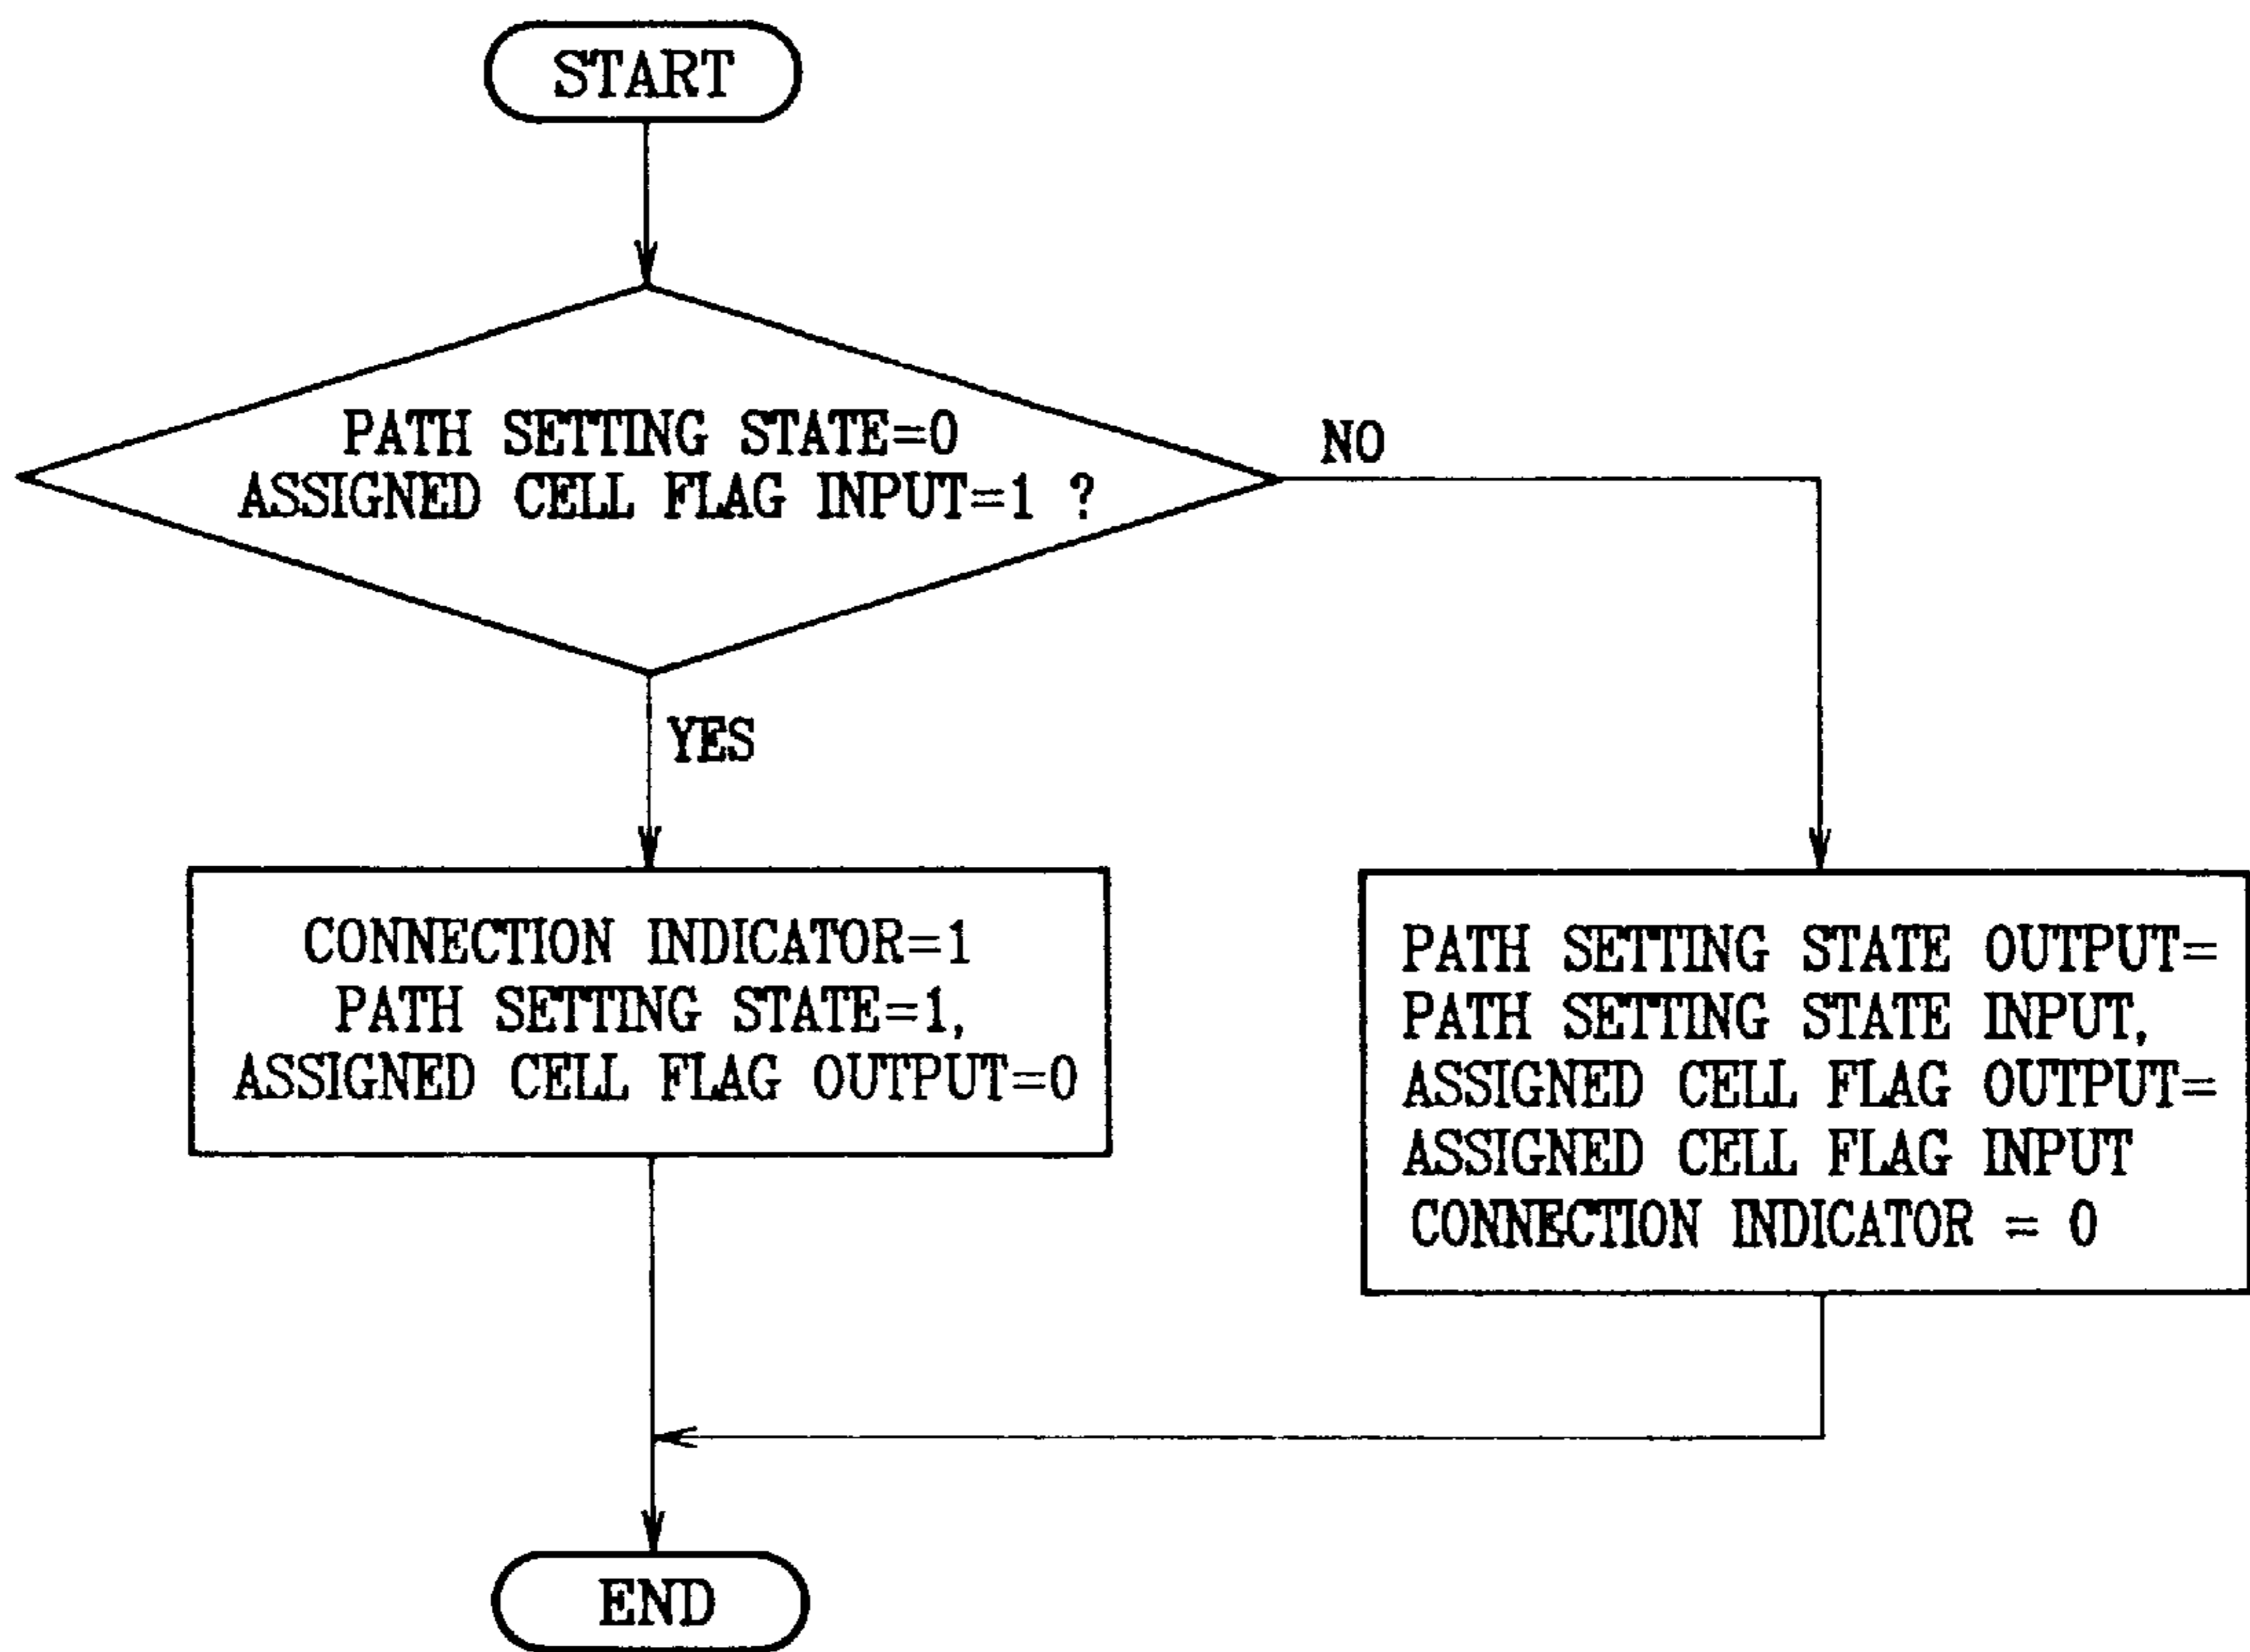 START
PATH SETTING STATE=0
ASSIGNED CELL FLAG INPUT=1 ?
NO
YES
CONNECTION INDICATOR=1
PATH SETTING STATE=1,
ASSIGNED CELL FLAG OUTPUT=0
PATH SETTING STATE OUTPUT=
PATH SETTING STATE INPUT,
ASSIGNED CELL FLAG OUTPUT=
ASSIGNED CELL FLAG INPUT
CONNECTION INDICATOR = 0
END